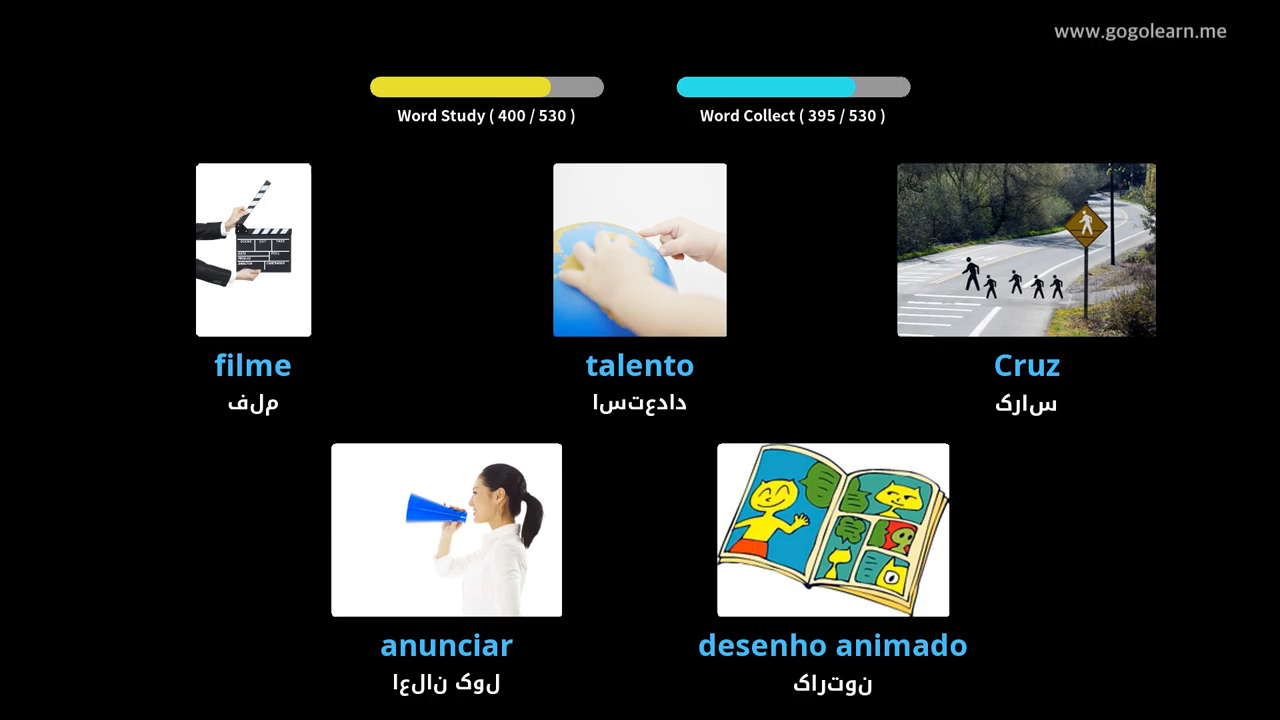 www.gogolearn.me
Word Study ( 400 / 530 )
Word Collect ( 395 / 530 )
filme
فلم
talento
استعداد
Cruz
کراس
anunciar
اعلان کول
desenho animado
کارتون